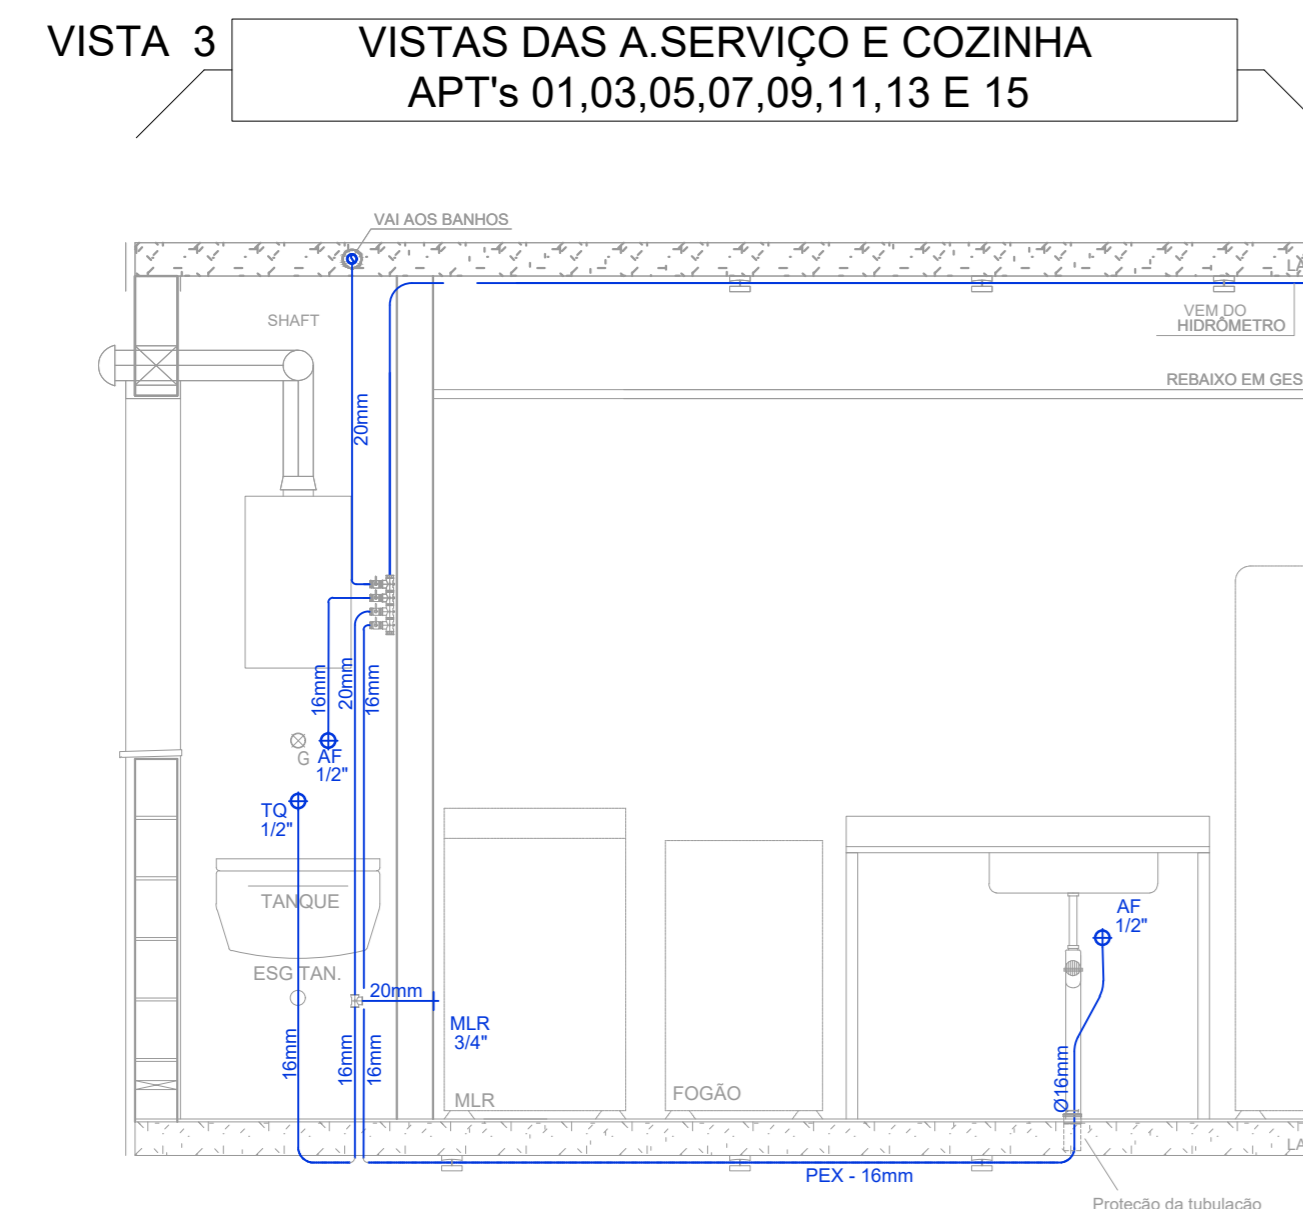 VISTA 3
VISTAS DAS A.SERVIÇO E COZINHA
APT's 01,03,05,07,09,11,13 E 15
VAI AOS BANHOS
LA
SHAFT
VEM DO
HIDRÔMETRO
REBAIXO EM GES
20mm
16mm
20mm
16mm
G
AF
1/2"
TQ
1/2"
TANQUE
AF
1/2"
ESG TAN.
20mm
MLR
3/4"
16mm
16mm
16mm
Ø16mm
MLR
FOGÃO
LA
PEX - 16mm
Proteção da tubulação